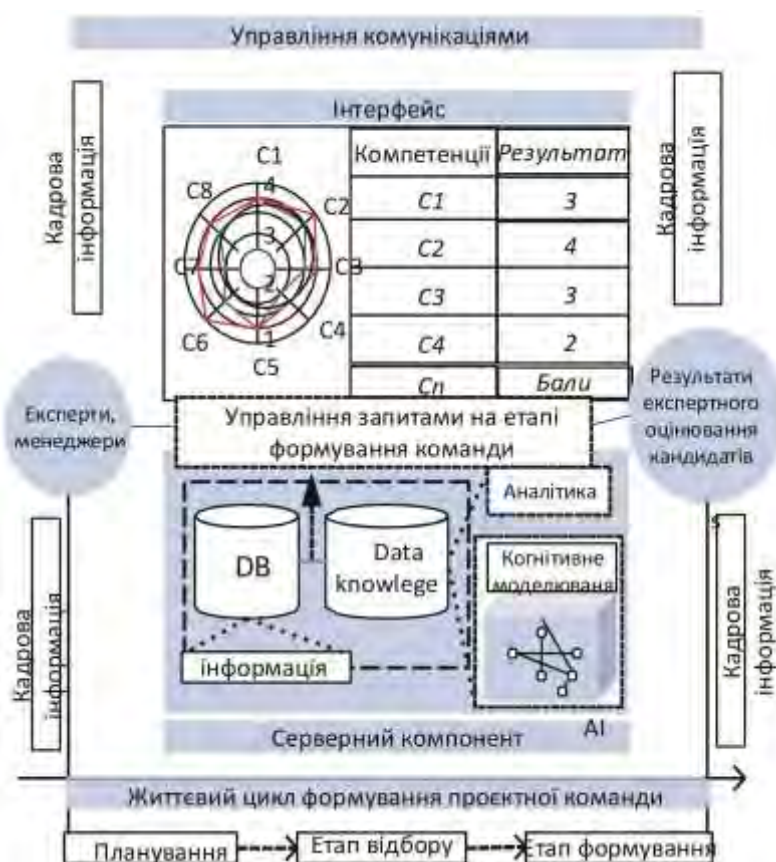 Управління комунікаціями
Кадрова
інформація
Кадрова
інформація
Інтерфейс
C1
C2
C3
C4
C5
C6
C7
C8
4
3
2
1
Компетенції Результат
C1 3
C2 4
C3 3
C4 2
Cn Бали
Експерти,
менеджери
Управління запитами на етапі
формування команди
Результати
експертного
оцінювання
кандидатів
Аналітика
DB
Data
knowlege
Когнітивне
моделюваня
інформація
AI
Кадрова
інформація
s
Кадрова
інформація
Серверний компонент
Життєвий цикл формування проєктної команди
Планування Етап відбору Етап формування